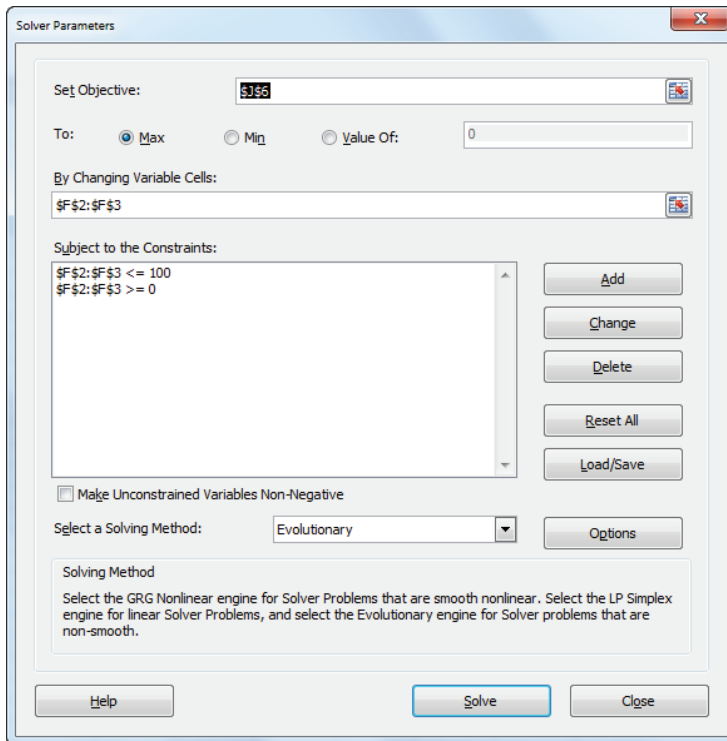 Solver Parameters
Set Objective: $J$6
To: Max Min Value Of: 0
By Changing Variable Cells:
$F$2:$F$3
Subject to the Constraints:
$F$2:$F$3 <= 100
$F$2:$F$3 >= 0
Add
Change
Delete
Reset All
Load/Save
Make Unconstrained Variables Non-Negative
Select a Solving Method: Evolutionary Options
Solving Method
Select the GRG Nonlinear engine for Solver Problems that are smooth nonlinear. Select the LP Simplex
engine for linear Solver Problems, and select the Evolutionary engine for Solver problems that are
non-smooth.
Help Solve Close